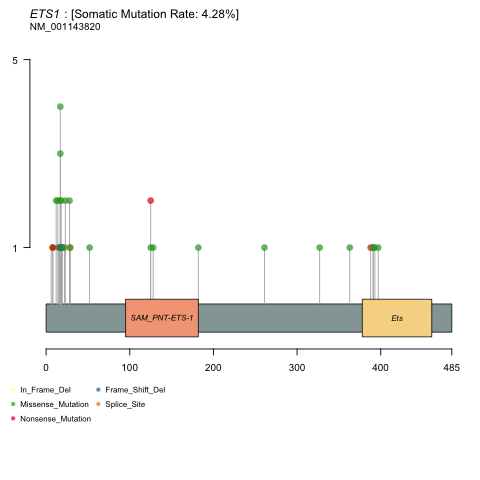 ETS1 : [Somatic Mutation Rate: 4.28%]
NM_001143820
5
1
SAM_PNT-ETS-1
Ets
0 100 200 300 400 485
In_Frame_Del Frame_Shift_Del
Missense_Mutation Splice_Site
Nonsense_Mutation